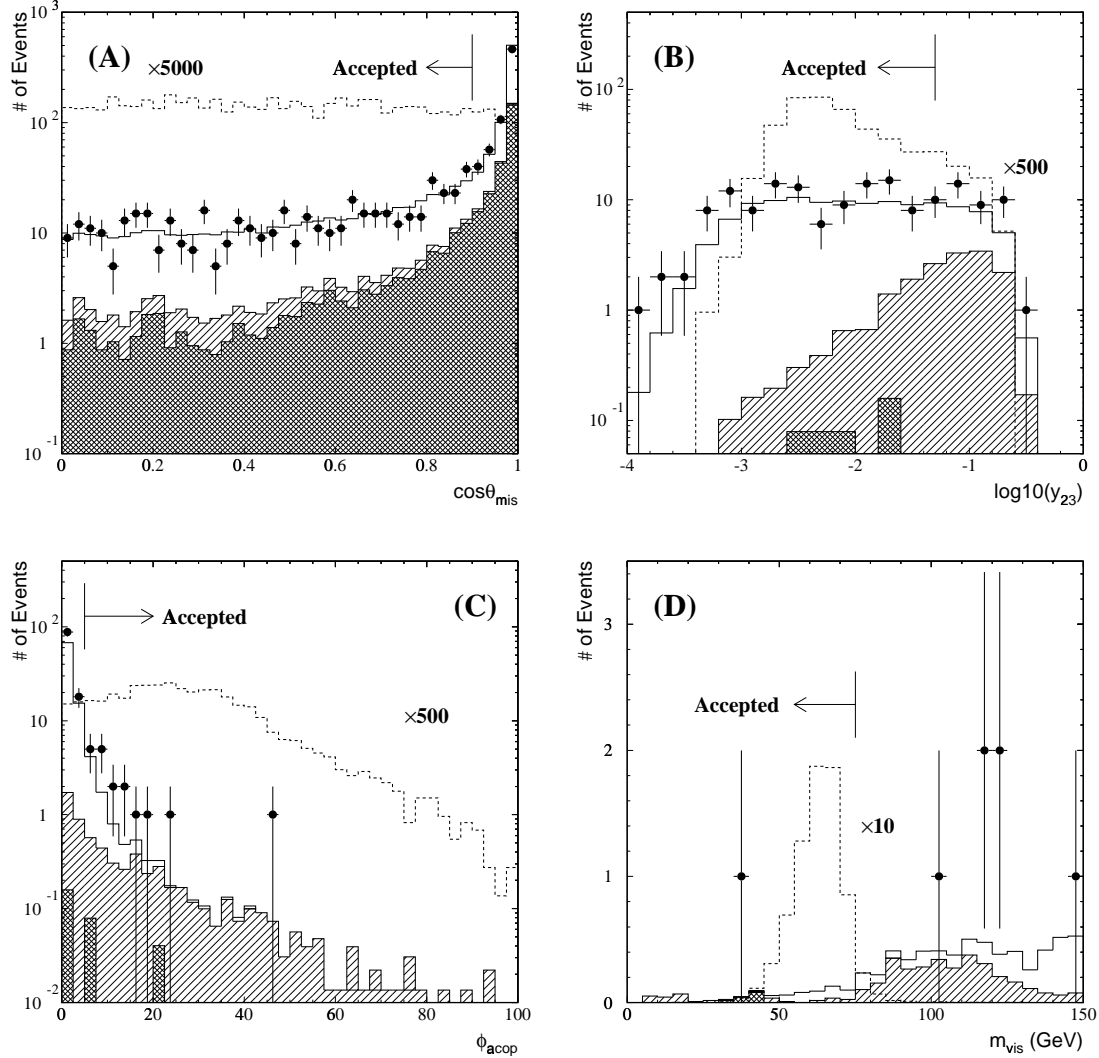 (A)
# of Events
×5000
Accepted
10 3
10 2
10
1
10 -1
0 0.2 0.4 0.6 0.8 1
cosθmis
(B)
# of Events
Accepted
×500
10 2
10
1
10 -1
-4 -3 -2 -1 0
log10(y23)
(C)
# of Events
Accepted
×500
10 2
10
1
10 -1
10 -2
0 20 40 60 80 100
ϕacop
(D)
# of Events
Accepted
×10
3
2
1
0
0 50 100 150
mvis (GeV)